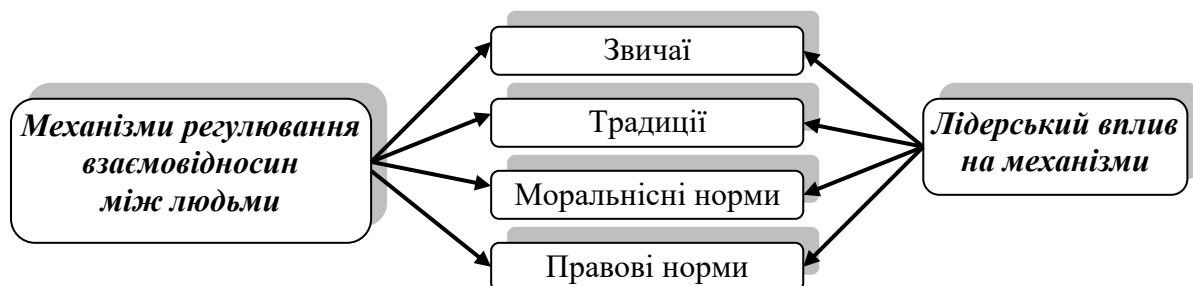 Механізми регулювання
взаємовідносин
між людьми
Звичаї
Традиції
Моральнісні норми
Правові норми
Лідерський вплив
на механізми